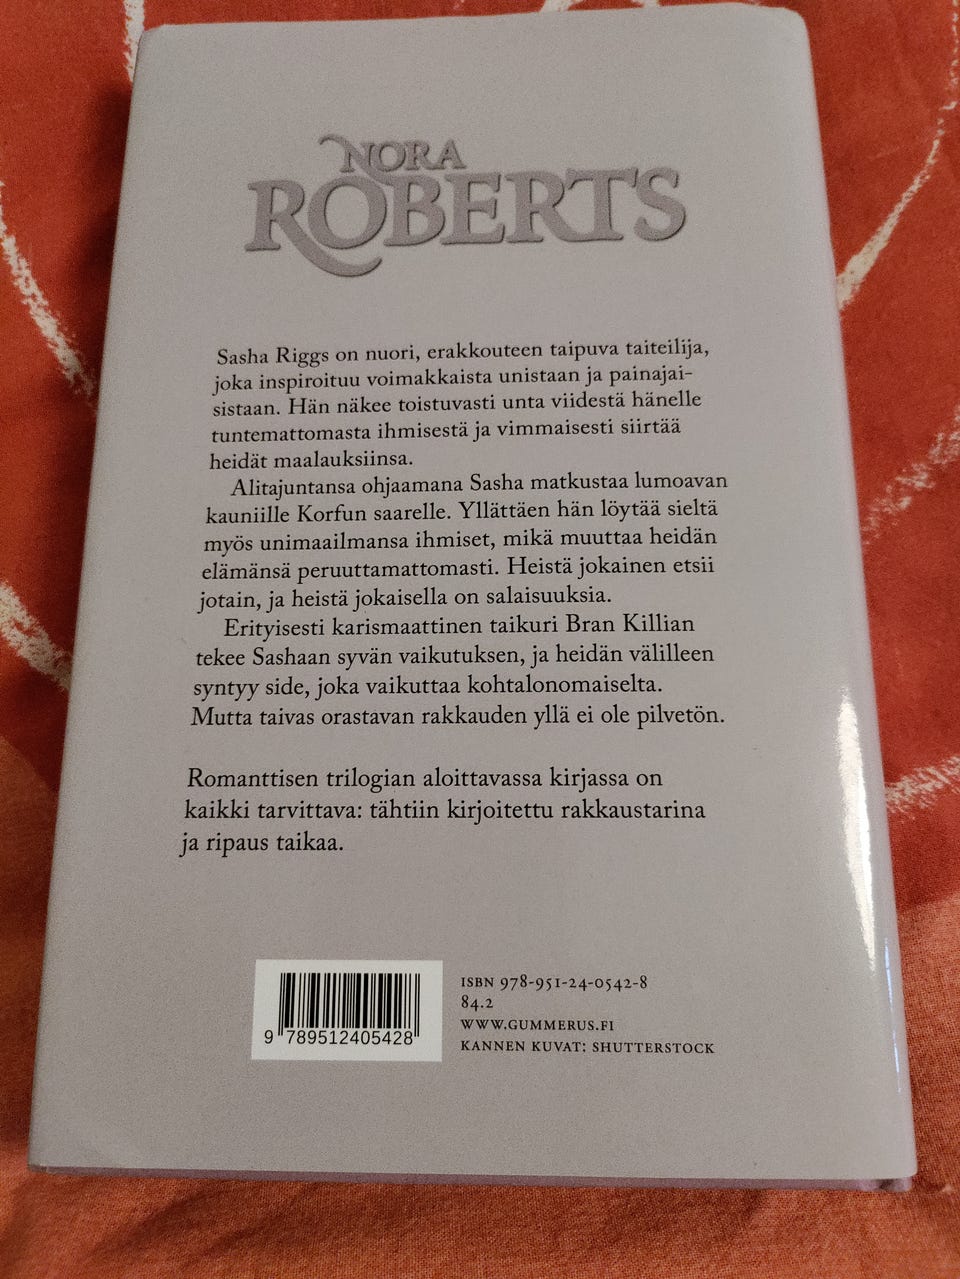 NORA
ROBERTS
Sasha Riggs on nuori, erakkouteen taipuva taiteilija,
joka inspiroituu voimakkaista unistaan ja painajai-
sistaan. Hän näkee toistuvasti unta viidestä hänelle
tuntemattomasta ihmisestä ja vimmaisesti siirtää
heidät maalauksiinsa.
Alitajuntansa ohjaamana Sasha matkustaa lumoavan
kauniille Korfun saarelle. Yllättäen hän löytää sieltä
myös unimaailmansa ihmiset, mikä muuttaa heidän
elämänsä peruuttamattomasti. Heistä jokainen etsii
jotain, ja heistä jokaisella on salaisuuksia.
Erityisesti karismaattinen taikuri Bran Killian
tekee Sashaan syvän vaikutuksen, ja heidän välilleen
syntyy side, joka vaikuttaa kohtalonomaiselta.
Mutta taivas orastavan rakkauden yllä ei ole pilvetön.
Romanttisen trilogian aloittavassa kirjassa on
kaikki tarvittava: tähtiin kirjoitettu rakkaustarina
ja ripaus taikaa.
ISBN 978-951-24-0542-8
84.2
WWW.GUMMERUS.FI
KANNEN KUVAT: SHUTTERSTOCK
9 789512405428